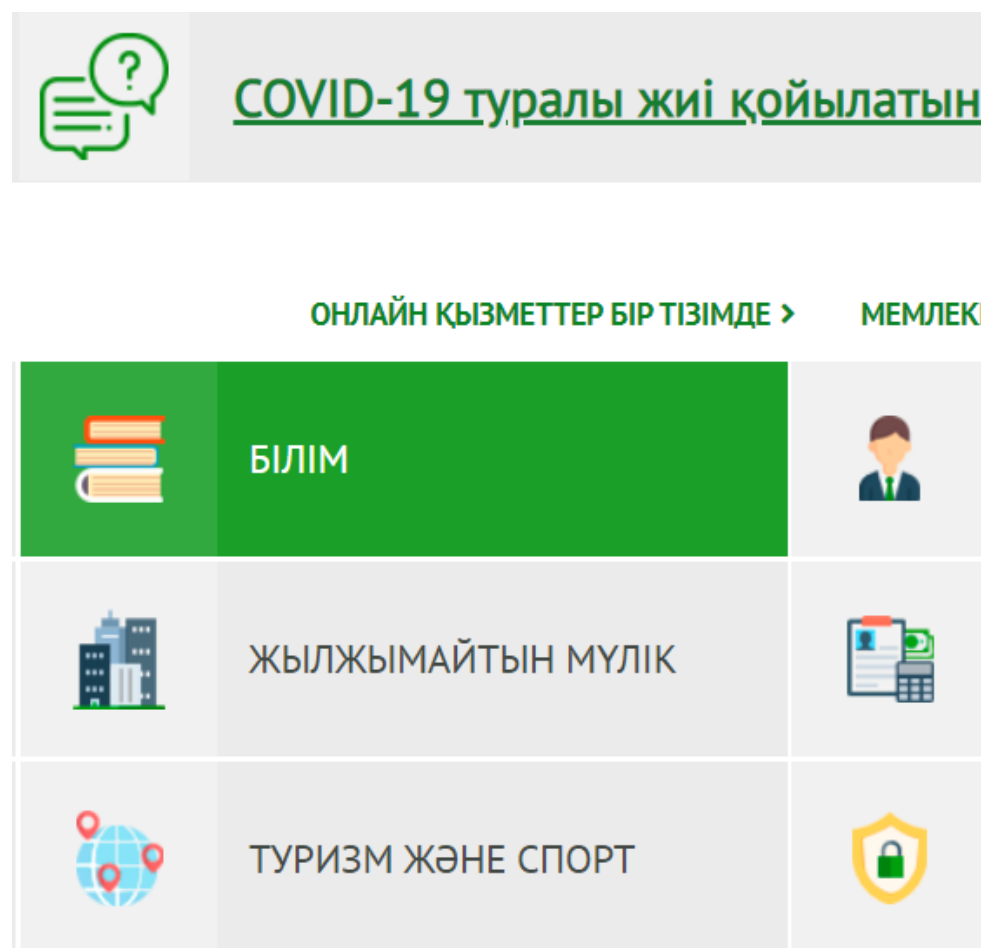 COVID-19 туралы жиі қойылатын
ОНЛАЙН ҚЫЗМЕТТЕР БІР ТІЗІМДЕ >
БІЛІМ
ЖЫЛЖЫМАЙТЫН МҮЛІК
ТУРИЗМ ЖӘНЕ СПОРТ